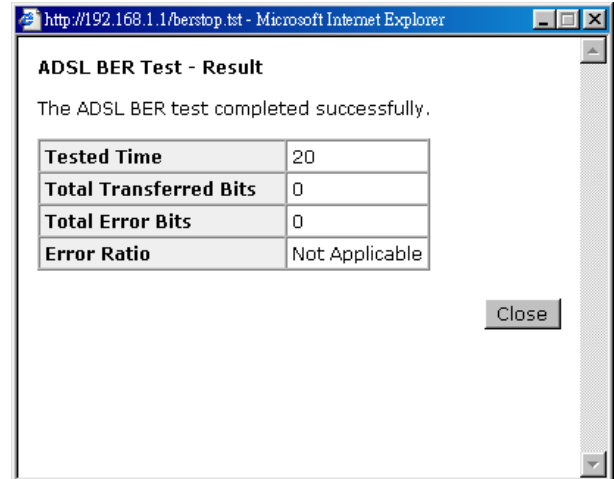 http://192.168.1.1/berstop.tst - Microsoft Internet Explorer
ADSL BER Test - Result
The ADSL BER test completed successfully.
Tested Time 20
Total Transferred Bits 0
Total Error Bits 0
Error Ratio Not Applicable
Close